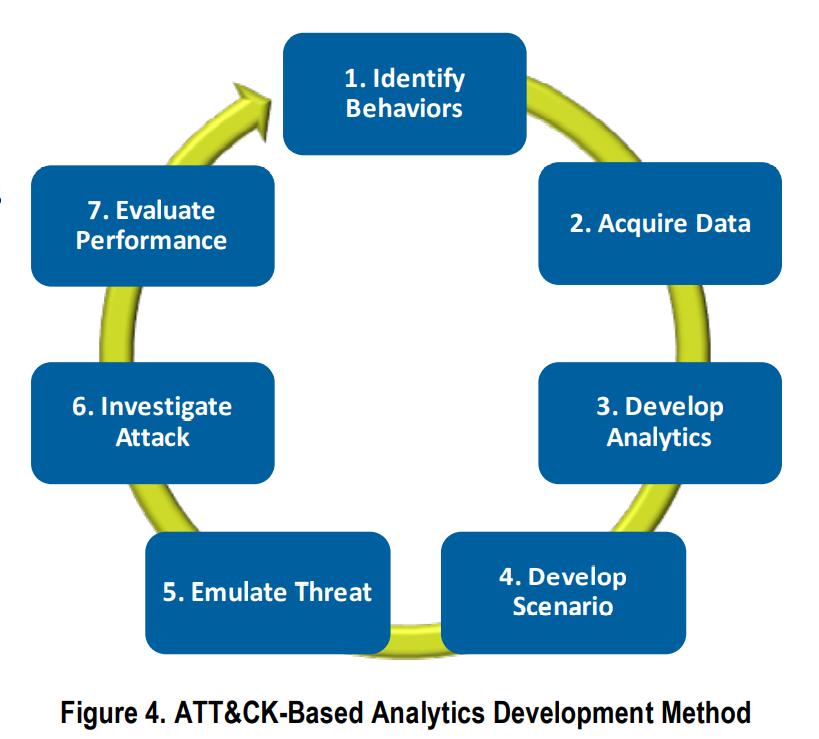 1. Identify
Behaviors
2. Acquire Data
3. Develop
Analytics
4. Develop
Scenario
5. Emulate Threat
6. Investigate
Attack
7. Evaluate
Performance
Figure 4. ATT&CK-Based Analytics Development Method